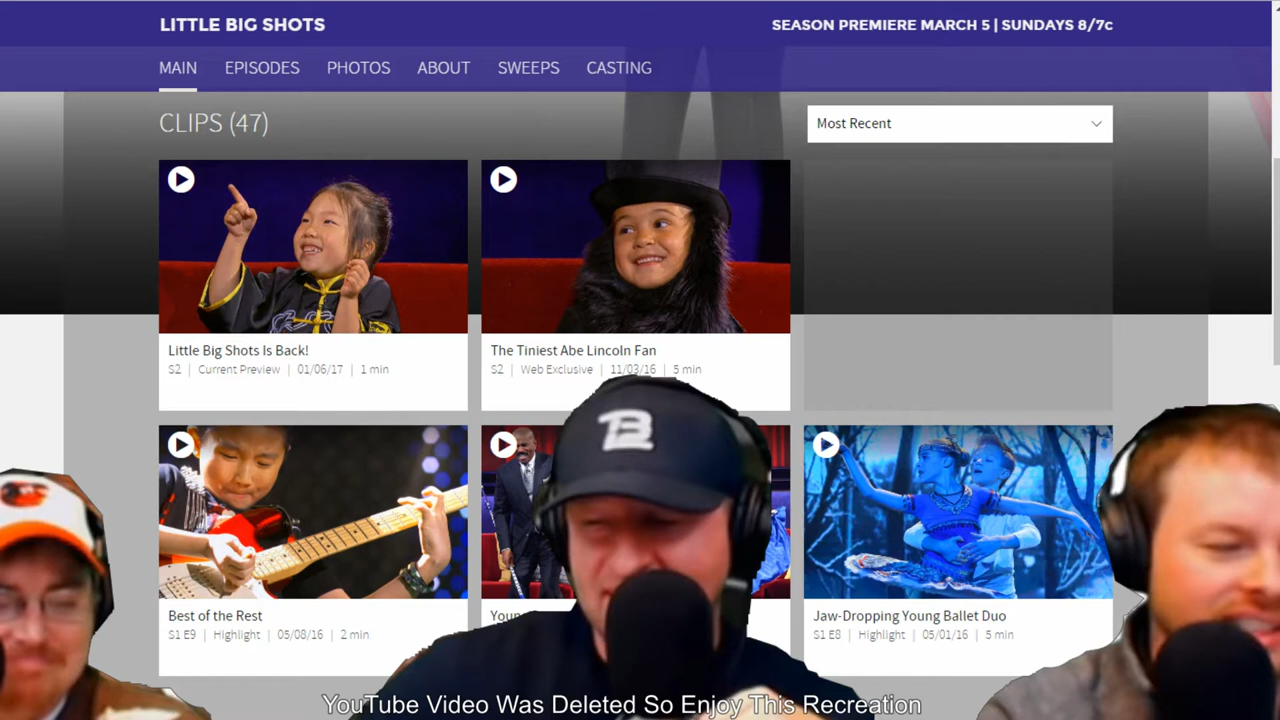 LITTLE BIG SHOTS
SEASON PREMIERE MARCH 5 | SUNDAYS 8/7c
MAIN EPISODES PHOTOS ABOUT SWEEPS CASTING
CLIPS (47)
Most Recent
Little Big Shots Is Back!
S2 | Current Preview | 01/06/17 | 1 min
The Tiniest Abe Lincoln Fan
S2 | Web Exclusive | 11/03/16 | 5 min
Best of the Rest
S1 E9 | Highlight | 05/08/16 | 2 min
Jaw-Dropping Young Ballet Duo
S1 E8 | Highlight | 05/01/16 | 5 min
YouTube Video Was Deleted So Enjoy This Recreation